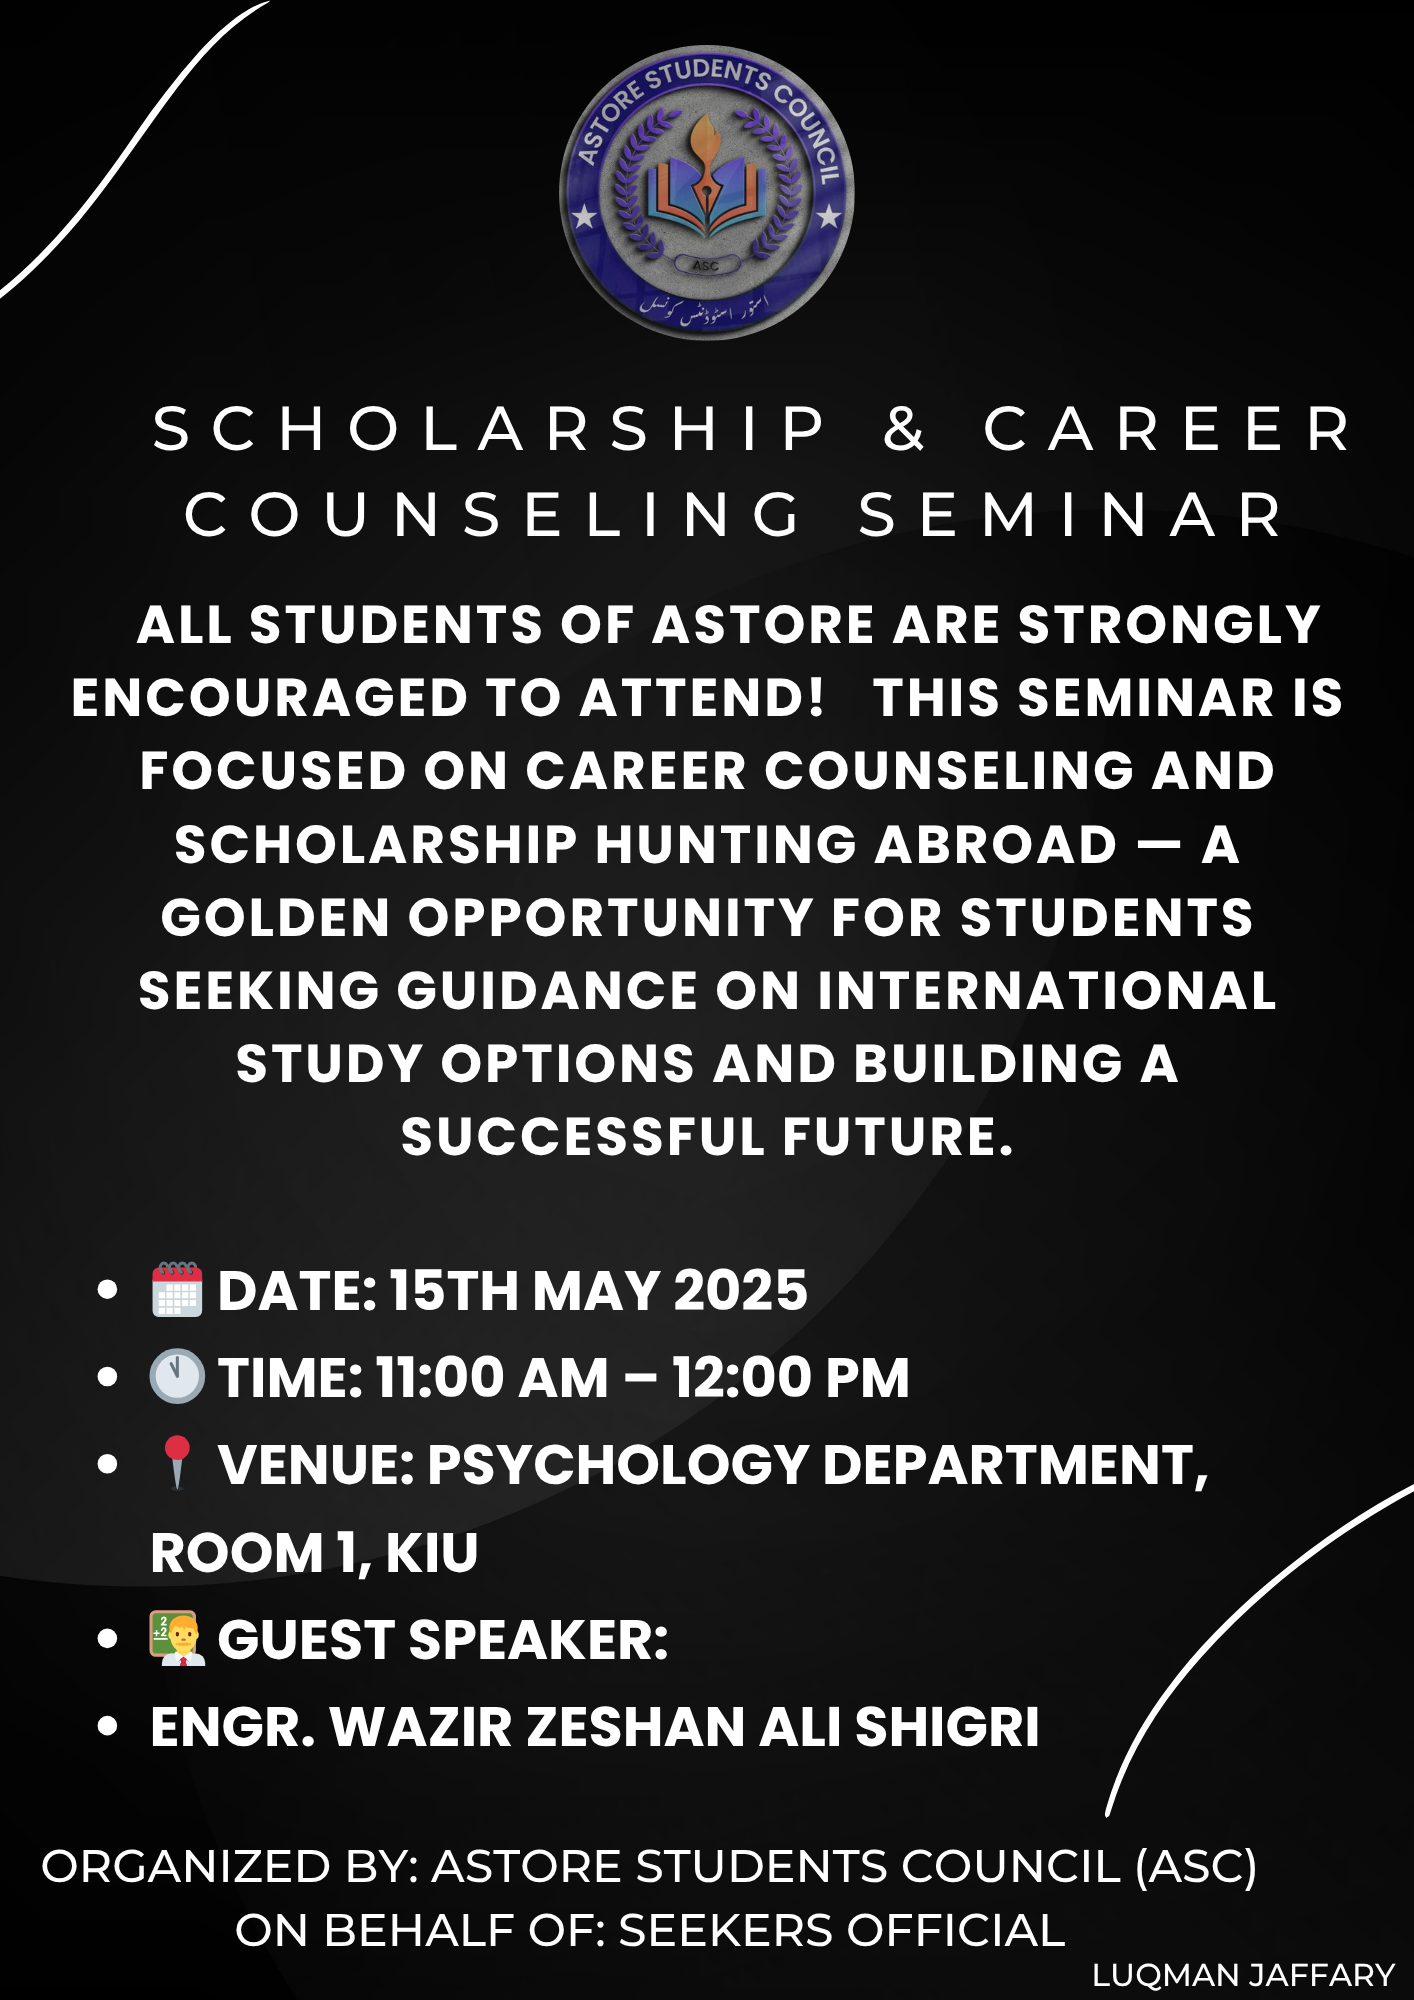 ASTORE STUDENTS COUNCIL
ASC
استور اسٹوڈنٹس کونسل
SCHOLARSHIP & CAREER
COUNSELING SEMINAR
ALL STUDENTS OF ASTORE ARE STRONGLY
ENCOURAGED TO ATTEND! THIS SEMINAR IS
FOCUSED ON CAREER COUNSELING AND
SCHOLARSHIP HUNTING ABROAD — A
GOLDEN OPPORTUNITY FOR STUDENTS
SEEKING GUIDANCE ON INTERNATIONAL
STUDY OPTIONS AND BUILDING A
SUCCESSFUL FUTURE.
• 🗓️ DATE: 15TH MAY 2025
• 🕚 TIME: 11:00 AM – 12:00 PM
• 📍 VENUE: PSYCHOLOGY DEPARTMENT,
ROOM 1, KIU
• 👨‍🏫 GUEST SPEAKER:
• ENGR. WAZIR ZESHAN ALI SHIGRI
ORGANIZED BY: ASTORE STUDENTS COUNCIL (ASC)
ON BEHALF OF: SEEKERS OFFICIAL
LUQMAN JAFFARY